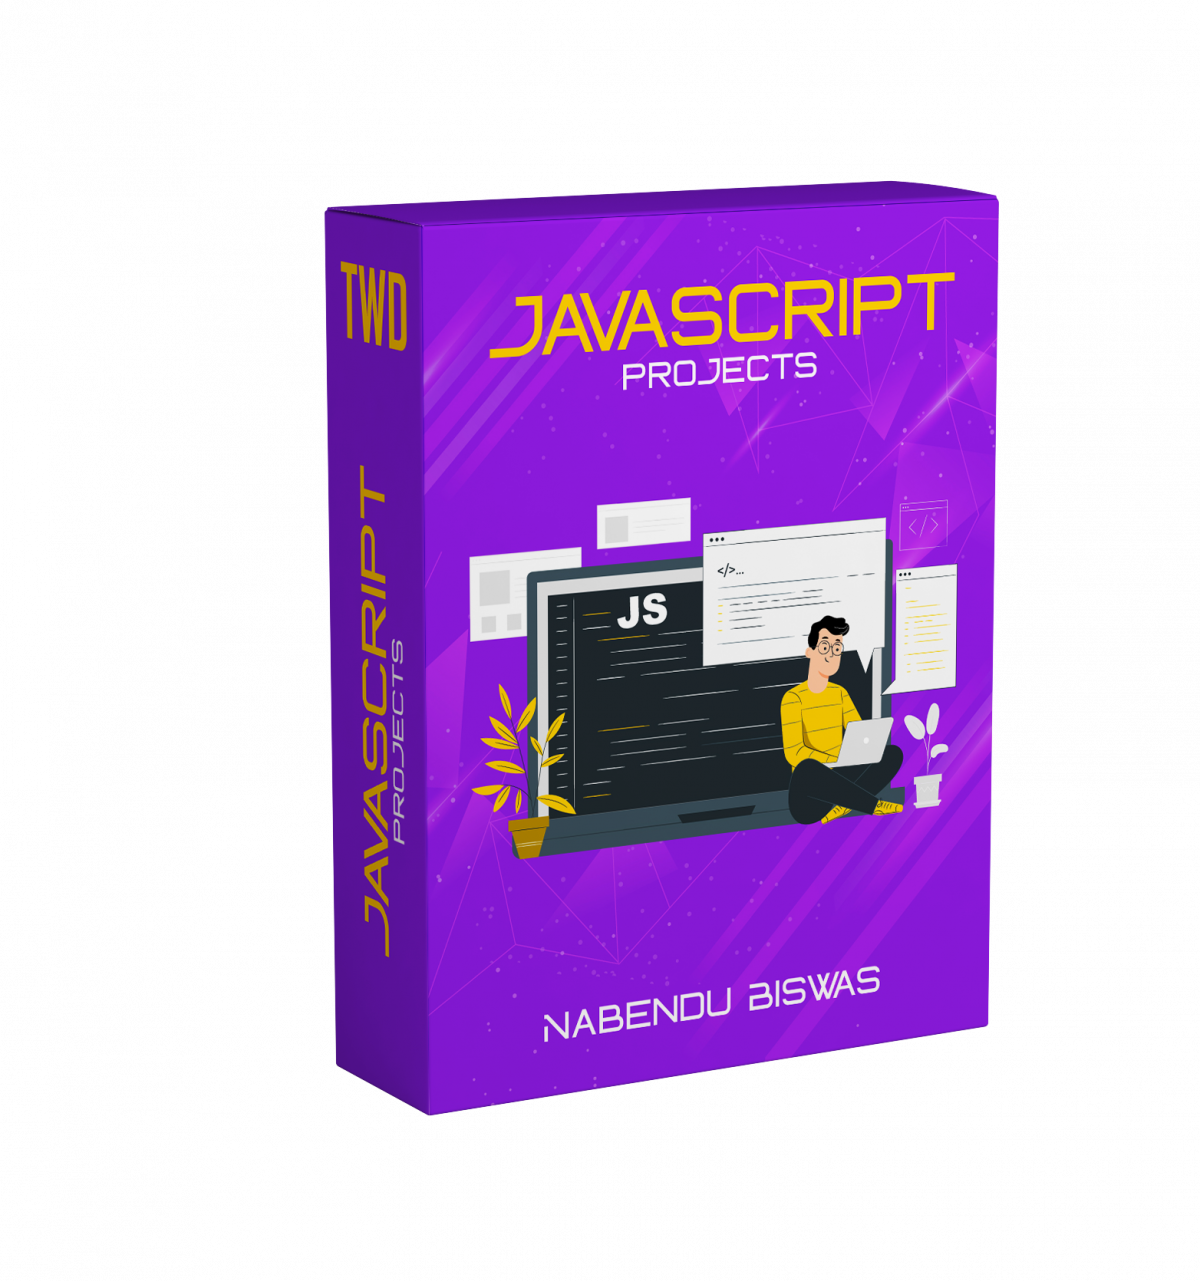 TWD
JAVASCRIPT
PROJECTS
JAVASCRIPT
PROJECTS
</>...
JS
</>
NABENDU BISWAS